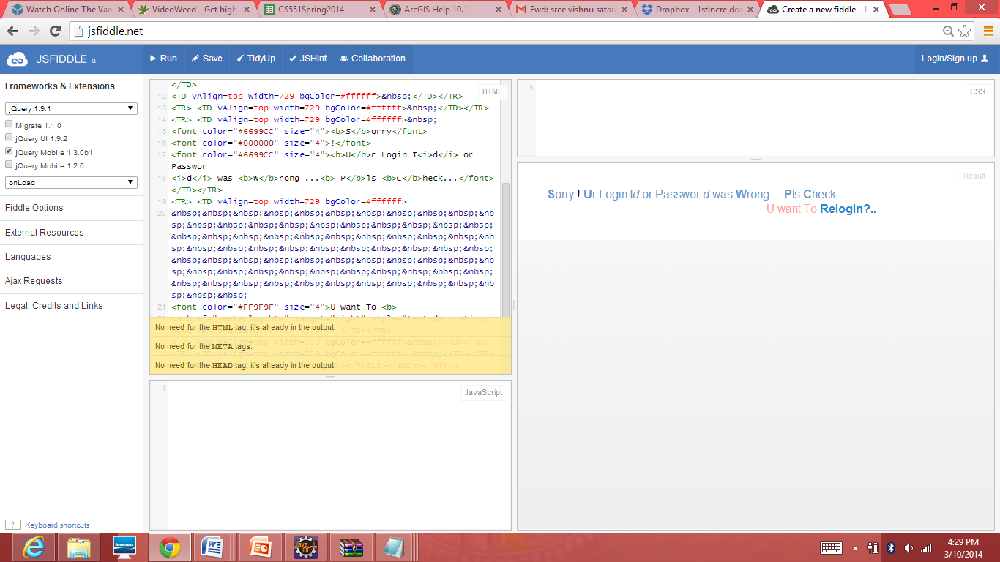 Watch Online The Van
VideoWeed - Get high
CS551Spring2014
ArcGIS Help 10.1
Fwd: sree vishnu satan
Dropbox - 1stincre.doc
Create a new fiddle - J
jsfiddle.net
JSFIDDLE α
Run
Save
TidyUp
JSHint
Collaboration
Login/Sign up
Frameworks & Extensions
jQuery 1.9.1
Migrate 1.1.0
jQuery UI 1.9.2
jQuery Mobile 1.3.0b1
jQuery Mobile 1.2.0
onLoad
Fiddle Options
External Resources
Languages
Ajax Requests
Legal, Credits and Links
? Keyboard shortcuts
HTML
</TD>
12 <TD vAlign=top width=729 bgColor=#ffffff>&nbsp;</TD></TR>
13 <TR> <TD vAlign=top width=729 bgColor=#ffffff>&nbsp;</TD></TR>
14 <TR> <TD vAlign=top width=729 bgColor=#ffffff>&nbsp;
15 <font color="#6699CC" size="4"><b>S</b>orry</font>
16 <font color="#000000" size="4">!</font>
17 <font color="#6699CC" size="4"><b>U</b>r Login I<i>d</i> or
Passwor
18 <i>d</i> was <b>W</b>rong ...<b> P</b>ls <b>C</b>heck...</font>
</TD></TR>
19 <TR> <TD vAlign=top width=729 bgColor=#ffffff>
20 &nbsp;&nbsp;&nbsp;&nbsp;&nbsp;&nbsp;&nbsp;&nbsp;&nbsp;&nbsp;&nb
sp;&nbsp;&nbsp;&nbsp;&nbsp;&nbsp;&nbsp;&nbsp;&nbsp;&nbsp;&nbsp;
&nbsp;&nbsp;&nbsp;&nbsp;&nbsp;&nbsp;&nbsp;&nbsp;&nbsp;&nbsp;&nb
sp;&nbsp;&nbsp;&nbsp;&nbsp;&nbsp;&nbsp;&nbsp;&nbsp;&nbsp;&nbsp;
&nbsp;&nbsp;&nbsp;&nbsp;&nbsp;&nbsp;&nbsp;&nbsp;&nbsp;&nbsp;&nb
sp;&nbsp;&nbsp;&nbsp;&nbsp;&nbsp;&nbsp;&nbsp;&nbsp;&nbsp;&nbsp;
&nbsp;&nbsp;&nbsp;&nbsp;&nbsp;&nbsp;&nbsp;&nbsp;&nbsp;&nbsp;&nb
sp;&nbsp;&nbsp;
21 <font color="#FF9F9F" size="4">U want To <b>
No need for the HTML tag, it's already in the output.
No need for the META tags.
No need for the HEAD tag, it's already in the output.
1
JavaScript
1
CSS
Result
Sorry ! Ur Login Id or Passwor d was Wrong ... Pls Check...
U want To Relogin?..
lenovo
Java EE
IDE
4:29 PM
3/10/2014